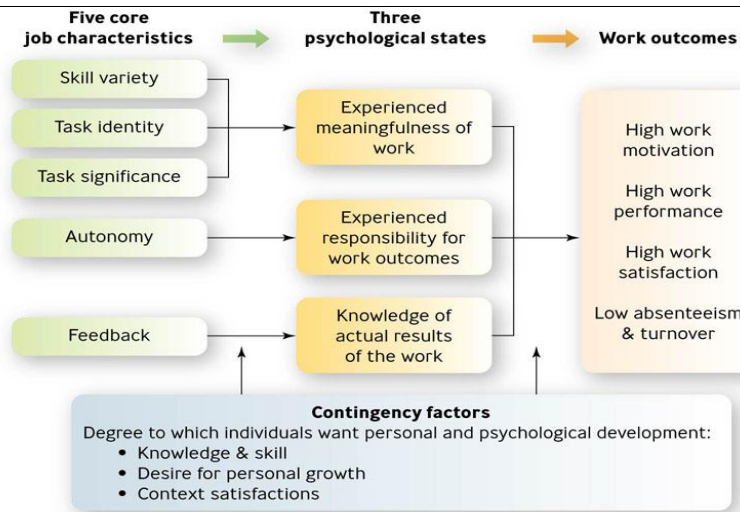 Five core
job characteristics
Three
psychological states
Work outcomes
Skill variety
Task identity
Task significance
Autonomy
Feedback
Experienced
meaningfulness of
work
Experienced
responsibility for
work outcomes
Knowledge of
actual results
of the work
High work
motivation
High work
performance
High work
satisfaction
Low absenteeism
& turnover
Contingency factors
Degree to which individuals want personal and psychological development:
• Knowledge & skill
• Desire for personal growth
• Context satisfactions